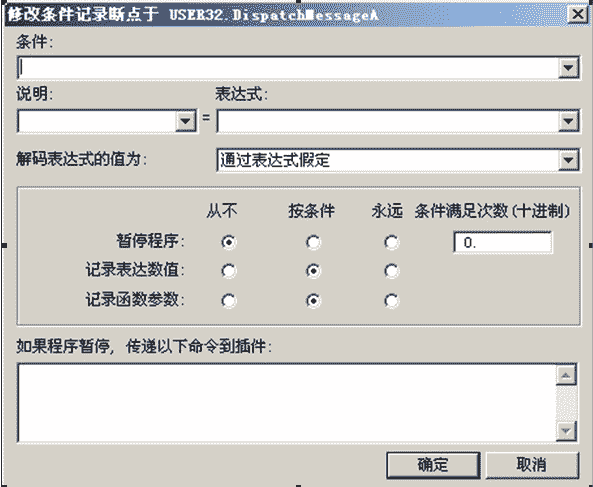 修改条件记录断点于 USER32.DispatchMessageA
条件:
说明: 表达式:
=
解码表达式的值为: 通过表达式假定
从不 按条件 永远 条件满足次数(十进制)
暂停程序: 0.
记录表达数值:
记录函数参数:
如果程序暂停, 传递以下命令到插件:
确定 取消